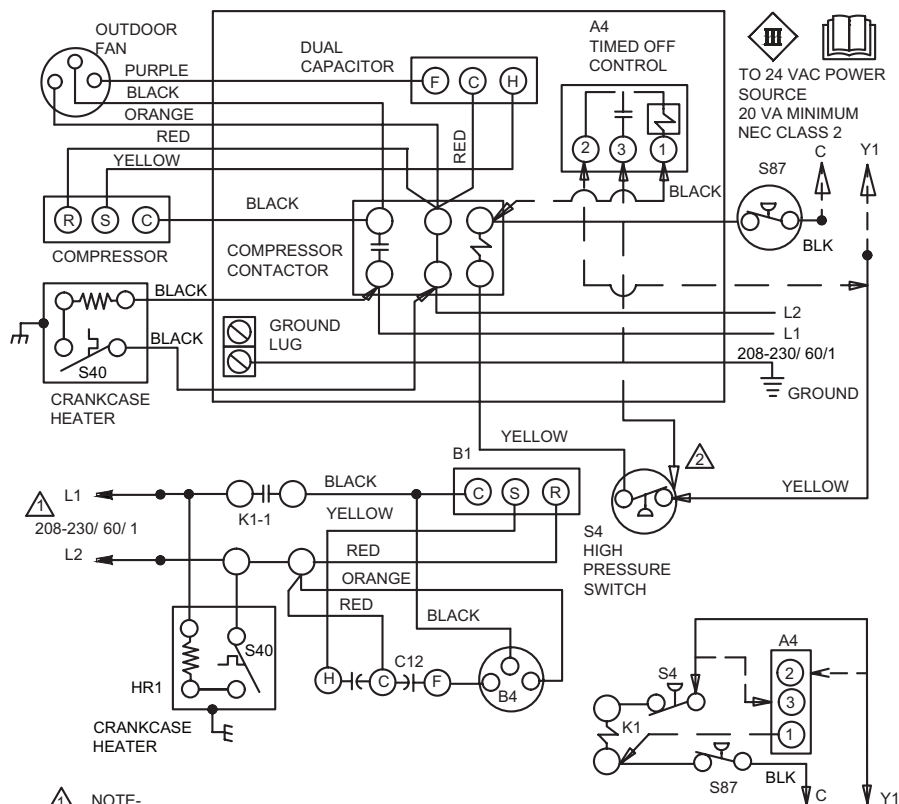 OUTDOOR
FAN
DUAL
CAPACITOR
F
C
H
A4
TIMED OFF
CONTROL
2
3
1
III
TO 24 VAC POWER
SOURCE
20 VA MINIMUM
NEC CLASS 2
C
Y1
S87
BLK
PURPLE
BLACK
ORANGE
RED
YELLOW
RED
BLACK
R
S
C
COMPRESSOR
BLACK
COMPRESSOR
CONTACTOR
BLACK
BLACK
S40
CRANKCASE
HEATER
GROUND
LUG
L2
L1
208-230/ 60/1
GROUND
YELLOW
2
YELLOW
S4
HIGH
PRESSURE
SWITCH
B1
C
S
R
1
L1
208-230/ 60/ 1
L2
K1-1
BLACK
YELLOW
RED
ORANGE
RED
BLACK
S40
HR1
CRANKCASE
HEATER
H
C
C12
F
B4
S4
A4
2
3
1
K1
S87
BLK
C
Y1
1 NOTE-